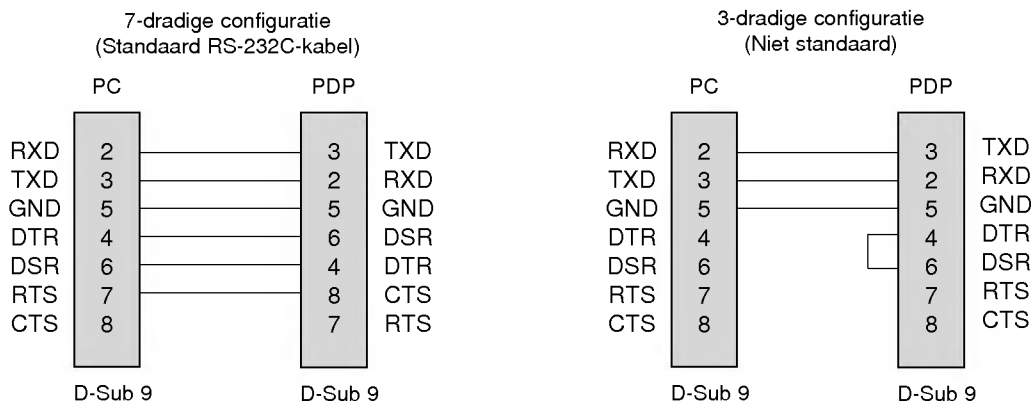 7-dradige configuratie
(Standaard RS-232C-kabel)
PC PDP
RXD 2 3 TXD
TXD 3 2 RXD
GND 5 5 GND
DTR 4 6 DSR
DSR 6 4 DTR
RTS 7 8 CTS
CTS 8 7 RTS
D-Sub 9 D-Sub 9
3-dradige configuratie
(Niet standaard)
PC PDP
RXD 2 3 TXD
TXD 3 2 RXD
GND 5 5 GND
DTR 4 4 DTR
DSR 6 6 DSR
RTS 7 7 RTS
CTS 8 8 CTS
D-Sub 9 D-Sub 9